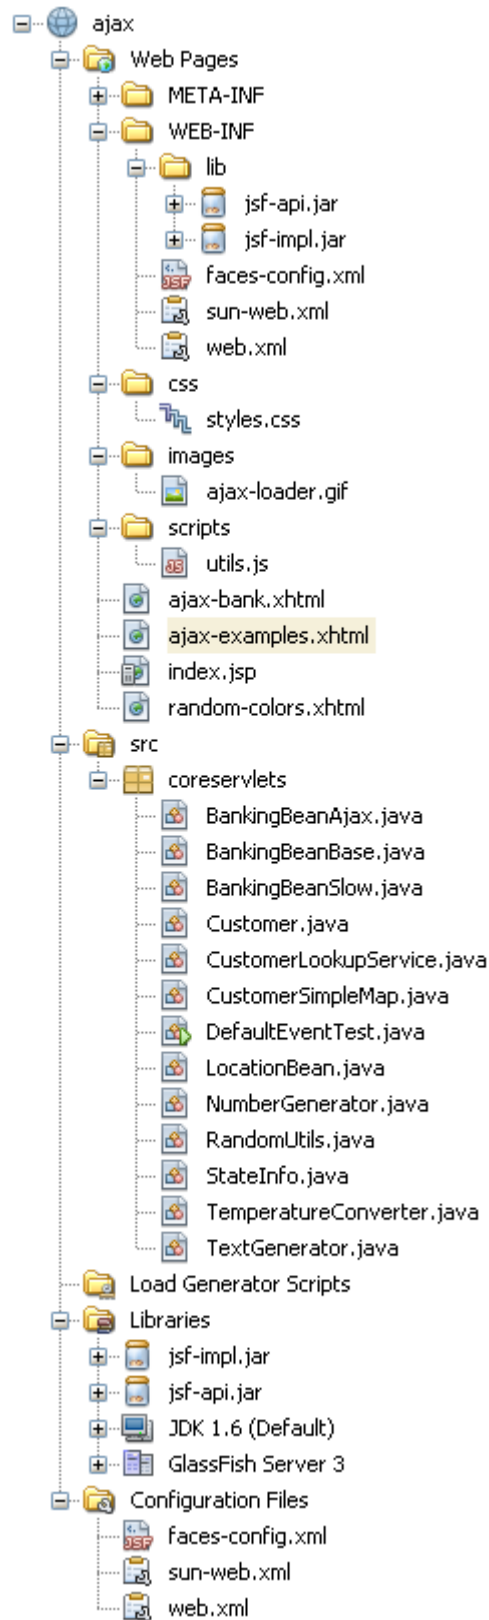 ajax
Web Pages
META-INF
WEB-INF
lib
jsf-api.jar
jsf-impl.jar
faces-config.xml
sun-web.xml
web.xml
css
styles.css
images
ajax-loader.gif
scripts
utils.js
ajax-bank.xhtml
ajax-examples.xhtml
index.jsp
random-colors.xhtml
src
coreservlets
BankingBeanAjax.java
BankingBeanBase.java
BankingBeanSlow.java
Customer.java
CustomerLookupService.java
CustomerSimpleMap.java
DefaultEventTest.java
LocationBean.java
NumberGenerator.java
RandomUtils.java
StateInfo.java
TemperatureConverter.java
TextGenerator.java
Load Generator Scripts
Libraries
jsf-impl.jar
jsf-api.jar
JDK 1.6 (Default)
GlassFish Server 3
Configuration Files
faces-config.xml
sun-web.xml
web.xml